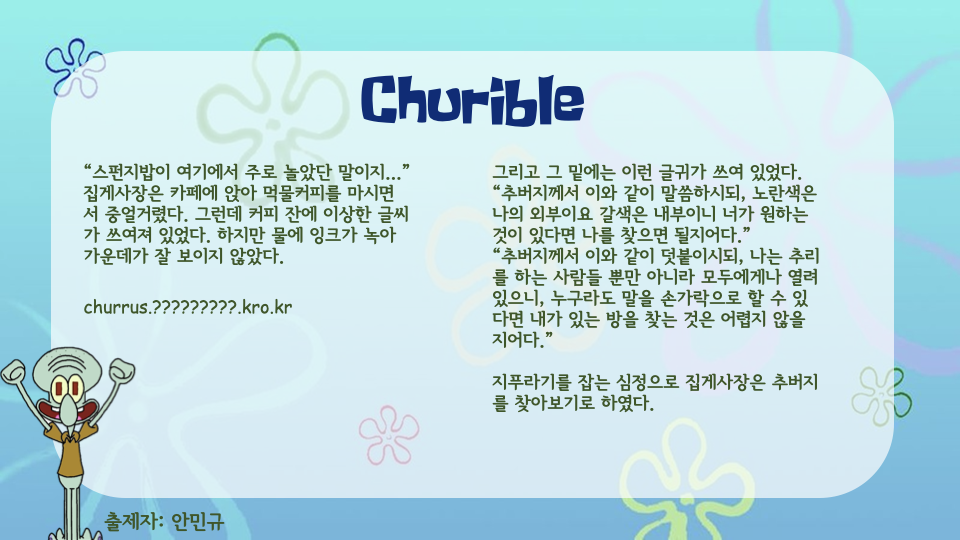 Churible
“스펀지밥이 여기에서 주로 놀았단 말이지...”
집게사장은 카페에 앉아 먹물커피를 마시면
서 중얼거렸다. 그런데 커피 잔에 이상한 글씨
가 쓰여져 있었다. 하지만 물에 잉크가 녹아
가운데가 잘 보이지 않았다.
churrus.?????????.kro.kr
그리고 그 밑에는 이런 글귀가 쓰여 있었다.
“추버지께서 이와 같이 말씀하시되, 노란색은
나의 외부이요 갈색은 내부이니 너가 원하는
것이 있다면 나를 찾으면 될지어다.”
“추버지께서 이와 같이 덧붙이시되, 나는 추리
를 하는 사람들 뿐만 아니라 모두에게나 열려
있으니, 누구라도 말을 손가락으로 할 수 있
다면 내가 있는 방을 찾는 것은 어렵지 않을
지어다.”
지푸라기를 잡는 심정으로 집게사장은 추버지
를 찾아보기로 하였다.
출제자: 안민규